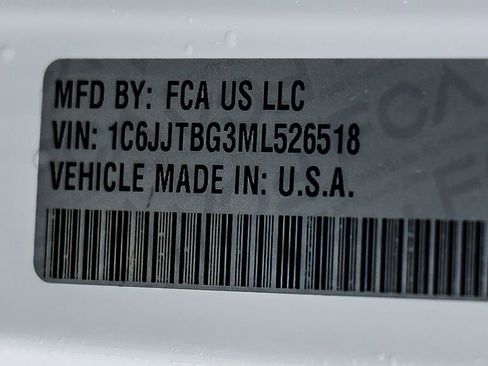 MFD BY: FCA US LLC
VIN: 1C6JJTBG3ML526518
VEHICLE MADE IN: U.S.A.